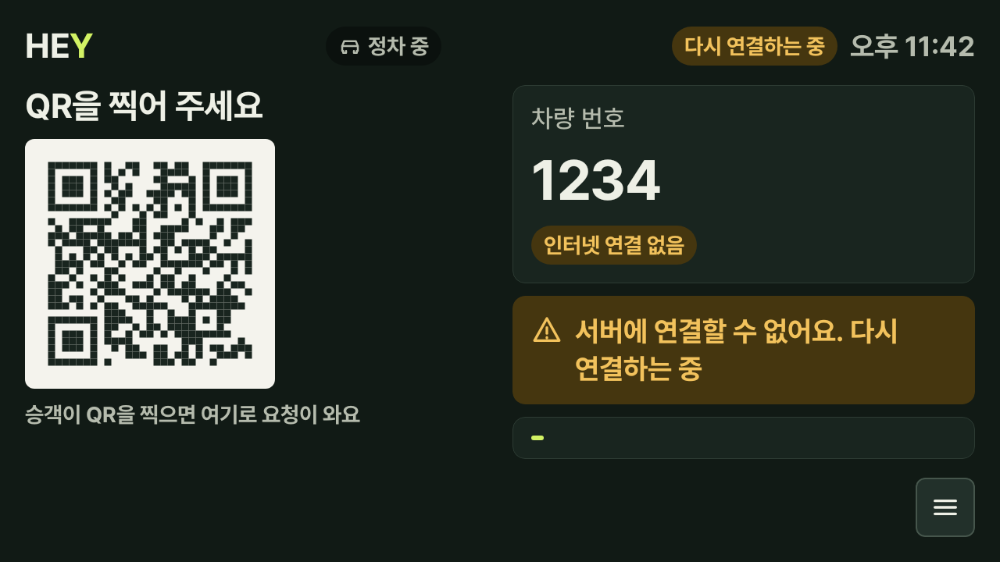 HEY
정차 중
다시 연결하는 중
오후 11:42
QR을 찍어 주세요
승객이 QR을 찍으면 여기로 요청이 와요
차량 번호
1234
인터넷 연결 없음
서버에 연결할 수 없어요. 다시
연결하는 중
–